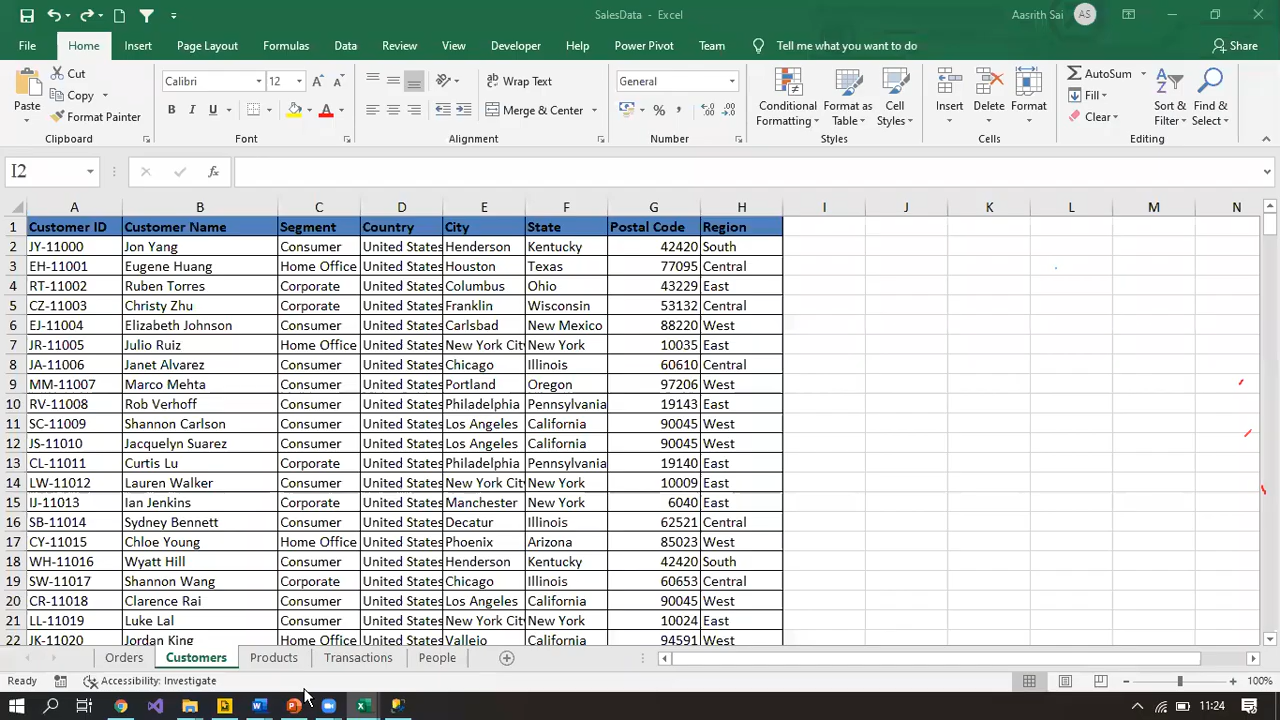 SalesData - Excel
Aasrith Sai AS
File Home Insert Page Layout Formulas Data Review View Developer Help Power Pivot Team Tell me what you want to do Share
Paste Cut Copy Format Painter
Calibri 12
B I U
Wrap Text
Merge & Center
General
Conditional Formatting Format as Table Cell Styles
Insert Delete Format
AutoSum Fill Clear
Sort & Filter Find & Select
Clipboard Font Alignment Number Styles Cells Editing
I2 fx
A B C D E F G H I J K L M N
1 Customer ID Customer Name Segment Country City State Postal Code Region
2 JY-11000 Jon Yang Consumer United States Henderson Kentucky 42420 South
3 EH-11001 Eugene Huang Home Office United States Houston Texas 77095 Central
4 RT-11002 Ruben Torres Corporate United States Columbus Ohio 43229 East
5 CZ-11003 Christy Zhu Corporate United States Franklin Wisconsin 53132 Central
6 EJ-11004 Elizabeth Johnson Consumer United States Carlsbad New Mexico 88220 West
7 JR-11005 Julio Ruiz Home Office United States New York Cit New York 10035 East
8 JA-11006 Janet Alvarez Consumer United States Chicago Illinois 60610 Central
9 MM-11007 Marco Mehta Consumer United States Portland Oregon 97206 West
10 RV-11008 Rob Verhoff Consumer United States Philadelphia Pennsylvania 19143 East
11 SC-11009 Shannon Carlson Consumer United States Los Angeles California 90045 West
12 JS-11010 Jacquelyn Suarez Consumer United States Los Angeles California 90045 West
13 CL-11011 Curtis Lu Corporate United States Philadelphia Pennsylvania 19140 East
14 LW-11012 Lauren Walker Consumer United States New York Cit New York 10009 East
15 IJ-11013 Ian Jenkins Corporate United States Manchester New York 6040 East
16 SB-11014 Sydney Bennett Consumer United States Decatur Illinois 62521 Central
17 CY-11015 Chloe Young Home Office United States Phoenix Arizona 85023 West
18 WH-11016 Wyatt Hill Consumer United States Henderson Kentucky 42420 South
19 SW-11017 Shannon Wang Corporate United States Chicago Illinois 60653 Central
20 CR-11018 Clarence Rai Consumer United States Los Angeles California 90045 West
21 LL-11019 Luke Lal Consumer United States New York Cit New York 10024 East
22 JK-11020 Jordan King Home Office United States Vallejo California 94591 West
Orders Customers Products Transactions People
Ready Accessibility: Investigate 100%
11:24